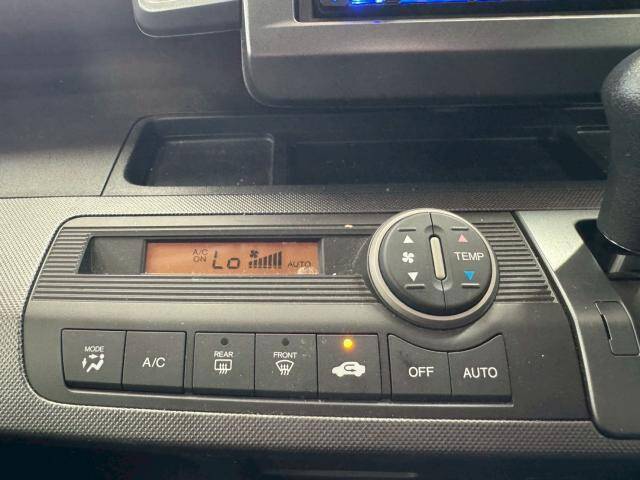 A/C
ON Lo AUTO
TEMP
MODE
A/C
REAR
FRONT
OFF
AUTO